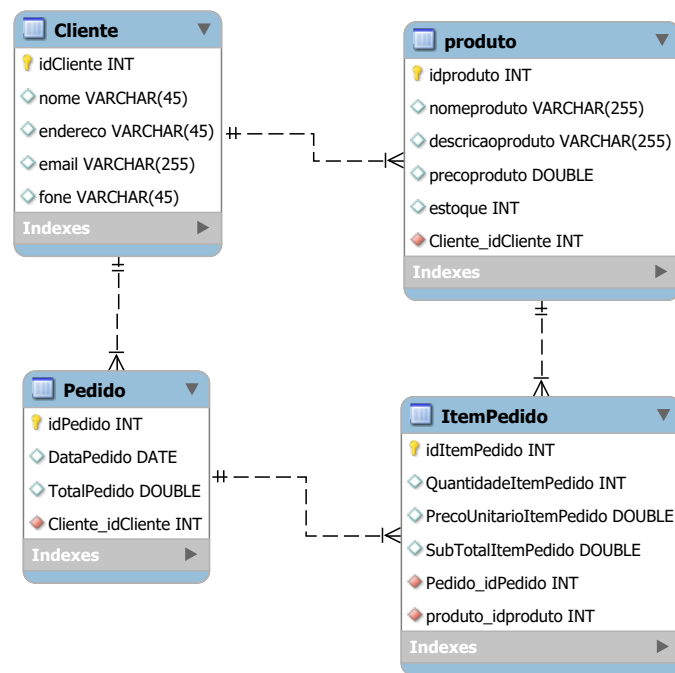 Cliente
idCliente INT
nome VARCHAR(45)
endereco VARCHAR(45)
email VARCHAR(255)
fone VARCHAR(45)
Indexes
produto
idproduto INT
nomeproduto VARCHAR(255)
descricaoproduto VARCHAR(255)
precoproduto DOUBLE
estoque INT
Cliente_idCliente INT
Indexes
Pedido
idPedido INT
DataPedido DATE
TotalPedido DOUBLE
Cliente_idCliente INT
Indexes
ItemPedido
idItemPedido INT
QuantidadeItemPedido INT
PrecoUnitarioItemPedido DOUBLE
SubTotalItemPedido DOUBLE
Pedido_idPedido INT
produto_idproduto INT
Indexes